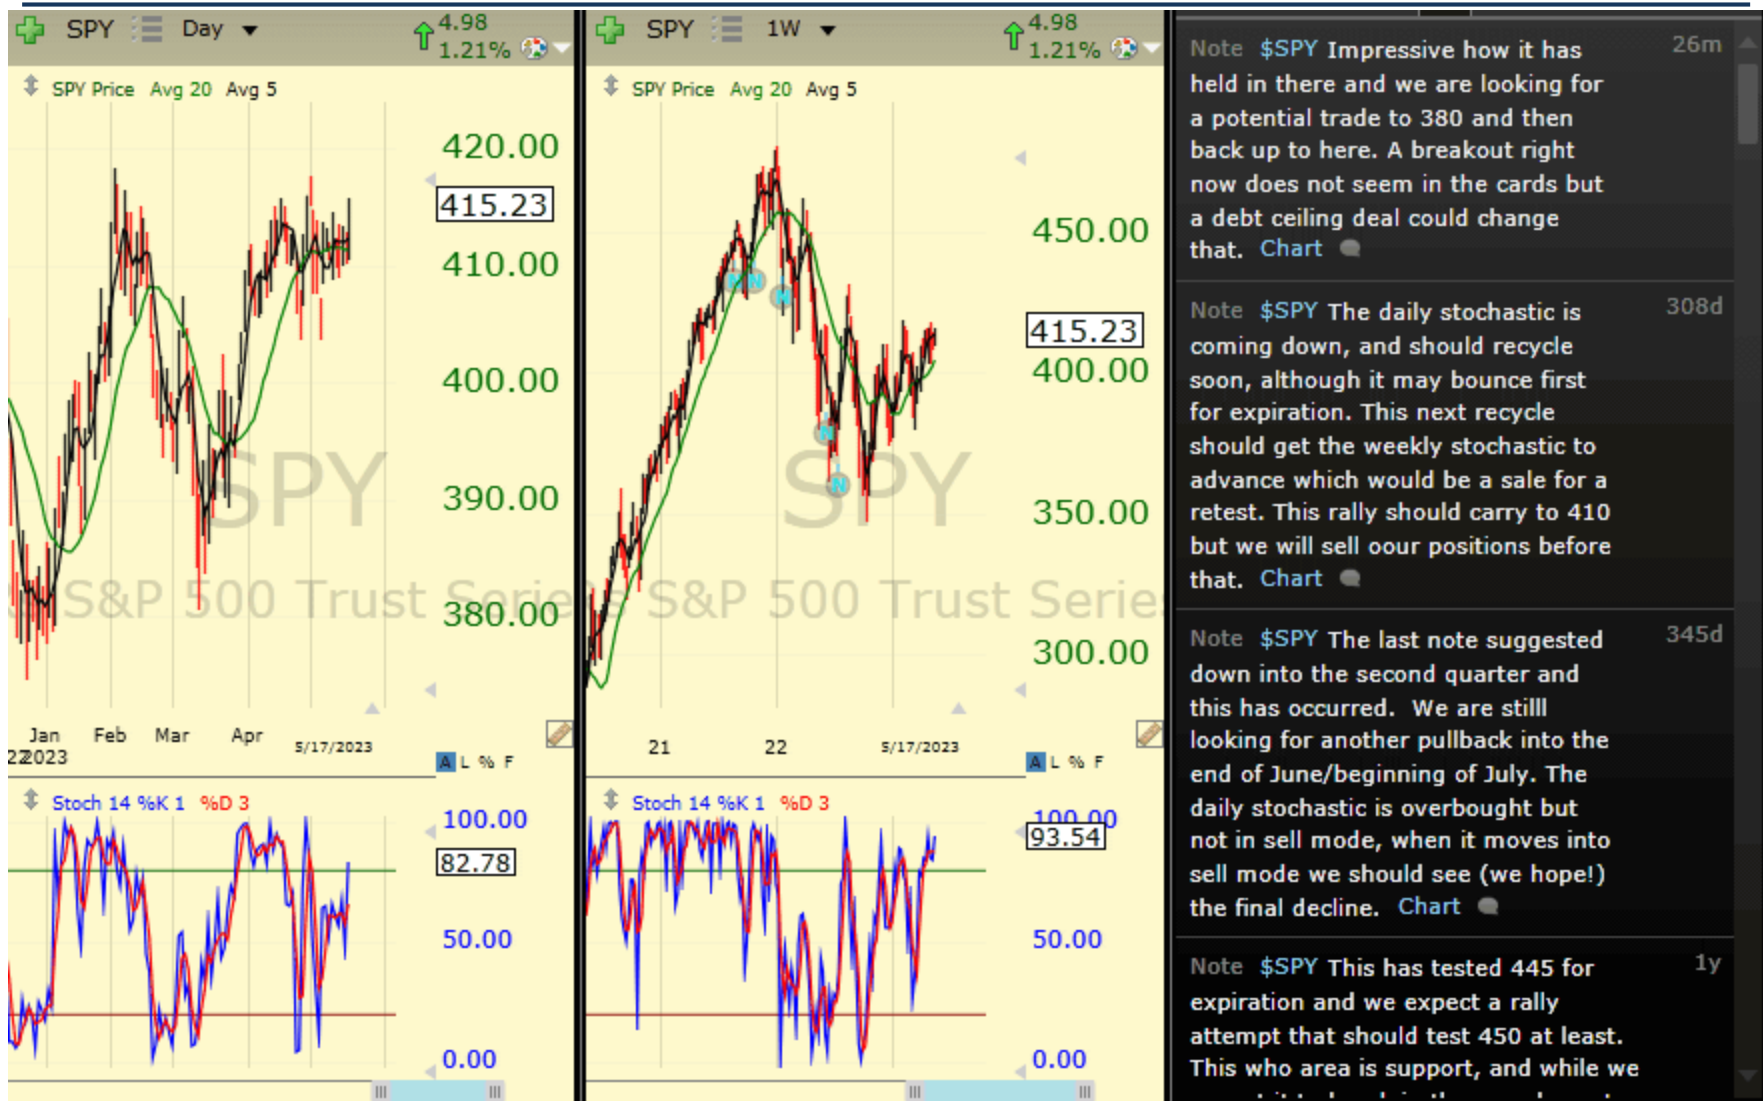 SPY Day
4.98
1.21%
SPY Price Avg 20 Avg 5
420.00
415.23
410.00
400.00
390.00
380.00
SPY
S&P 500 Trust Serie
Jan Feb Mar Apr 5/17/2023
22 2023
A L % F
Stoch 14 %K 1 %D 3
100.00
82.78
50.00
0.00
SPY 1W
4.98
1.21%
SPY Price Avg 20 Avg 5
450.00
415.23
400.00
350.00
300.00
SPY
S&P 500 Trust Serie
21 22 5/17/2023
A L % F
Stoch 14 %K 1 %D 3
100.00
93.54
50.00
0.00
N N
N
N
N
Note $SPY Impressive how it has 26m
held in there and we are looking for
a potential trade to 380 and then
back up to here. A breakout right
now does not seem in the cards but
a debt ceiling deal could change
that. Chart
Note $SPY The daily stochastic is 308d
coming down, and should recycle
soon, although it may bounce first
for expiration. This next recycle
should get the weekly stochastic to
advance which would be a sale for a
retest. This rally should carry to 410
but we will sell oour positions before
that. Chart
Note $SPY The last note suggested 345d
down into the second quarter and
this has occurred. We are stilll
looking for another pullback into the
end of June/beginning of July. The
daily stochastic is overbought but
not in sell mode, when it moves into
sell mode we should see (we hope!)
the final decline. Chart
Note $SPY This has tested 445 for 1y
expiration and we expect a rally
attempt that should test 450 at least.
This who area is support, and while we